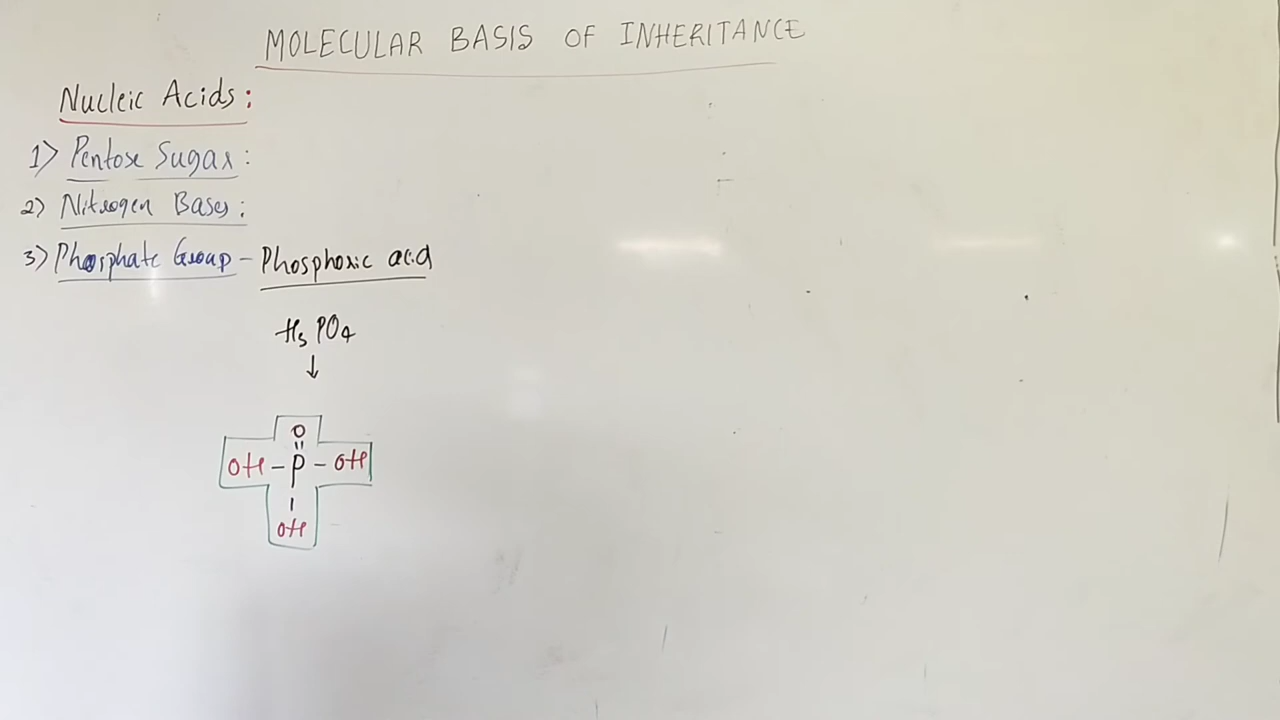 MOLECULAR BASIS OF INHERITANCE
Nucleic Acids:
1) Pentose Sugar:
2) Nitrogen Bases:
3) Phosphate Group - Phosphoric acid
H₃PO₄
↓
O
||
OH - P - OH
|
OH